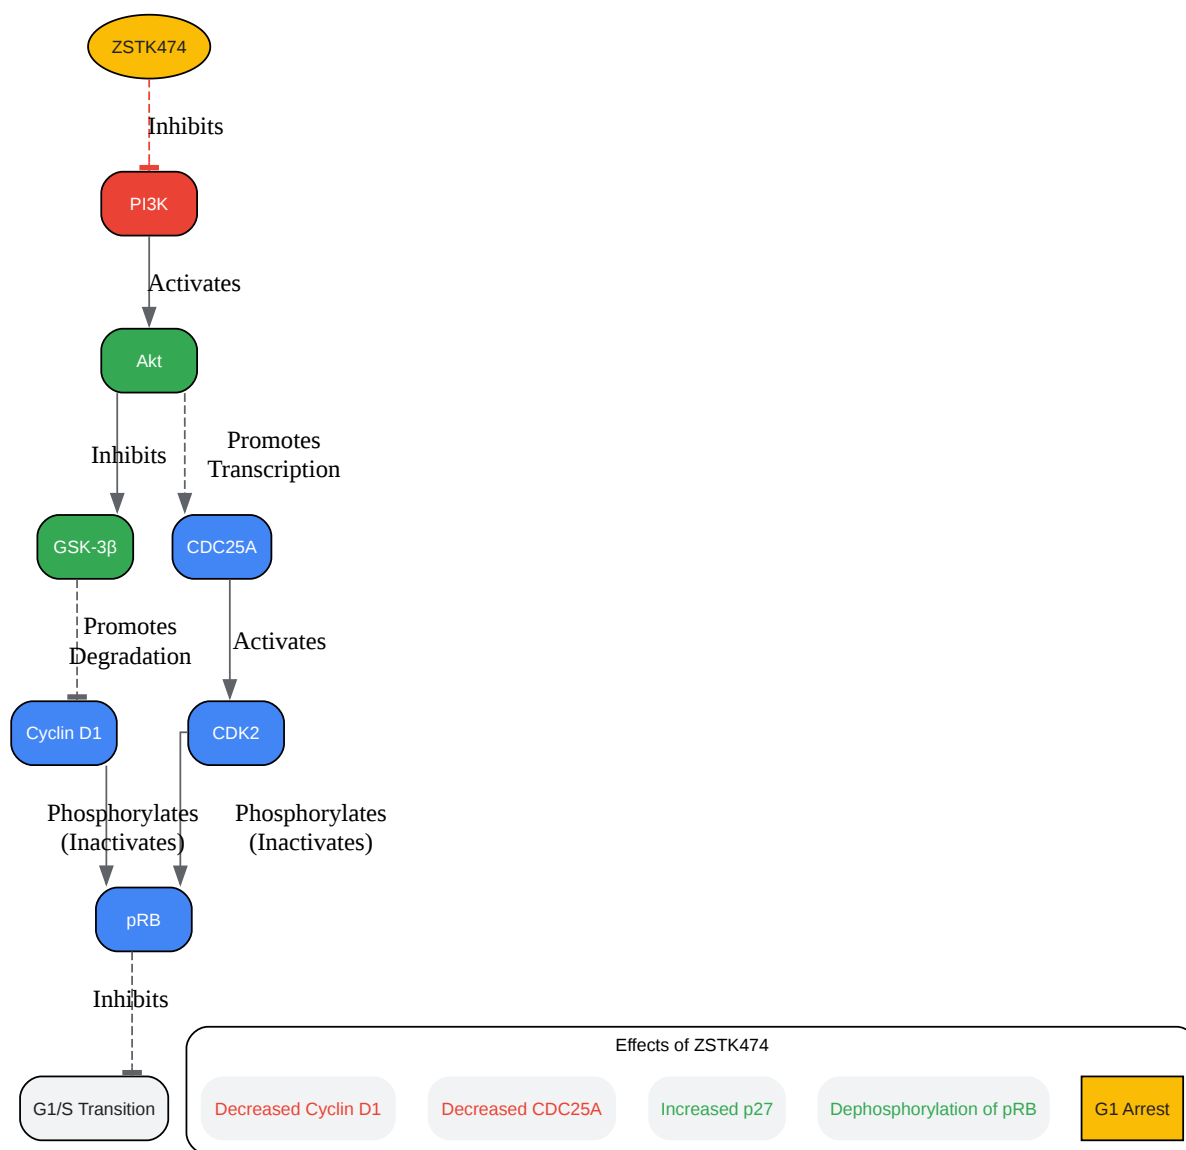 ZSTK474
Inhibits
PI3K
Activates
Akt
Inhibits
Promotes
Transcription
GSK-3β
CDC25A
Promotes
Degradation
Activates
Cyclin D1
CDK2
Phosphorylates
(Inactivates)
Phosphorylates
(Inactivates)
pRB
Inhibits
G1/S Transition
Effects of ZSTK474
Decreased Cyclin D1
Decreased CDC25A
Increased p27
Dephosphorylation of pRB
G1 Arrest